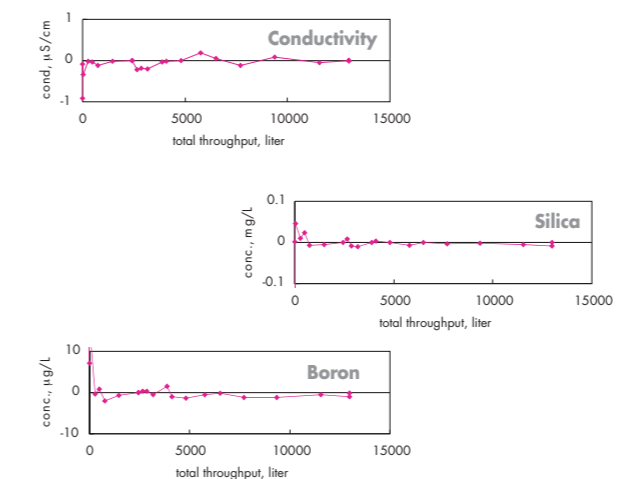 1
Conductivity
cond, µS/cm
0
-1
0 5000 10000 15000
total throughput, liter
0.1
Silica
conc., mg/L
0
-0.1
0 5000 10000 15000
total throughput, liter
10
Boron
conc., µg/L
0
-10
0 5000 10000 15000
total throughput, liter